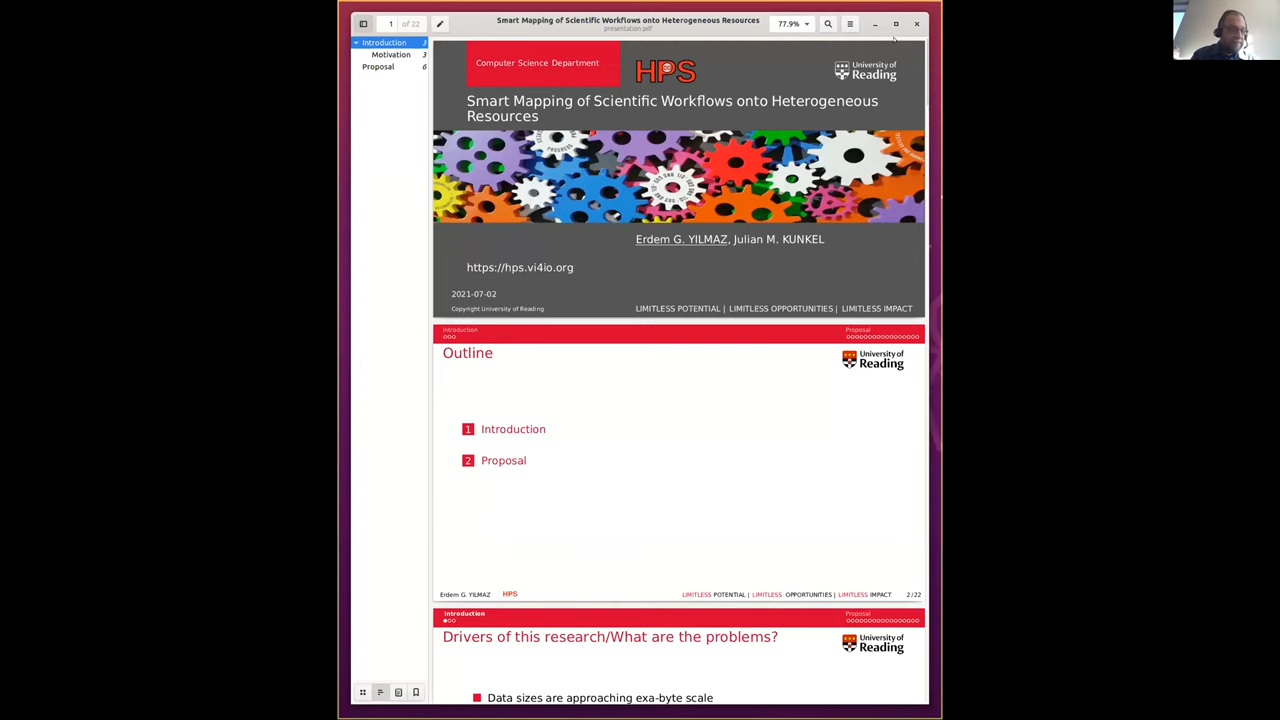 1 of 22
Smart Mapping of Scientific Workflows onto Heterogeneous Resources
presentation.pdf
77.9%
Introduction 3
Motivation 3
Proposal 6
Computer Science Department
HPS
University of
Reading
Smart Mapping of Scientific Workflows onto Heterogeneous
Resources
Erdem G. YILMAZ, Julian M. KUNKEL
https://hps.vi4io.org
2021-07-02
Copyright University of Reading
LIMITLESS POTENTIAL | LIMITLESS OPPORTUNITIES | LIMITLESS IMPACT
Introduction
Proposal
Outline
University of
Reading
1 Introduction
2 Proposal
Erdem G. YILMAZ
HPS
LIMITLESS POTENTIAL | LIMITLESS OPPORTUNITIES | LIMITLESS IMPACT
2/22
Introduction
Proposal
Drivers of this research/What are the problems?
University of
Reading
Data sizes are approaching exa-byte scale